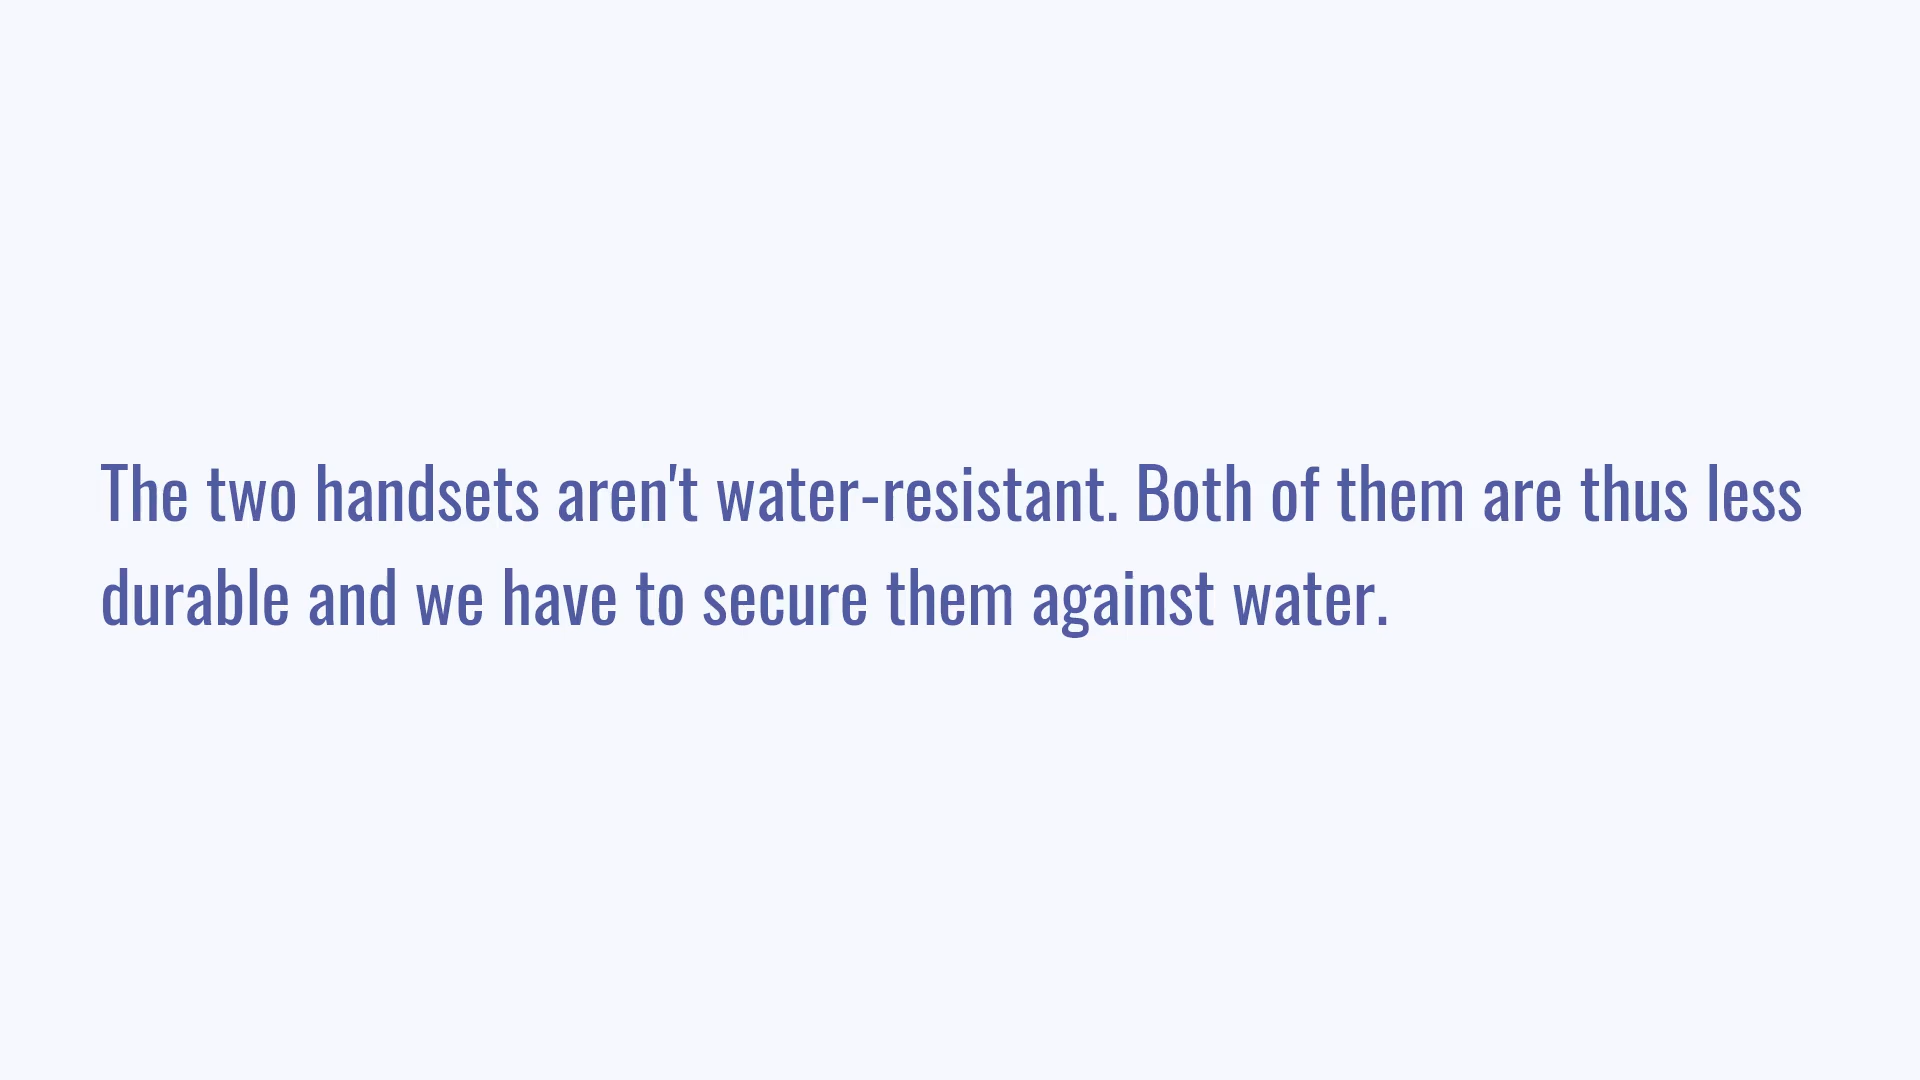 The two handsets aren't water-resistant. Both of them are thus less
durable and we have to secure them against water.